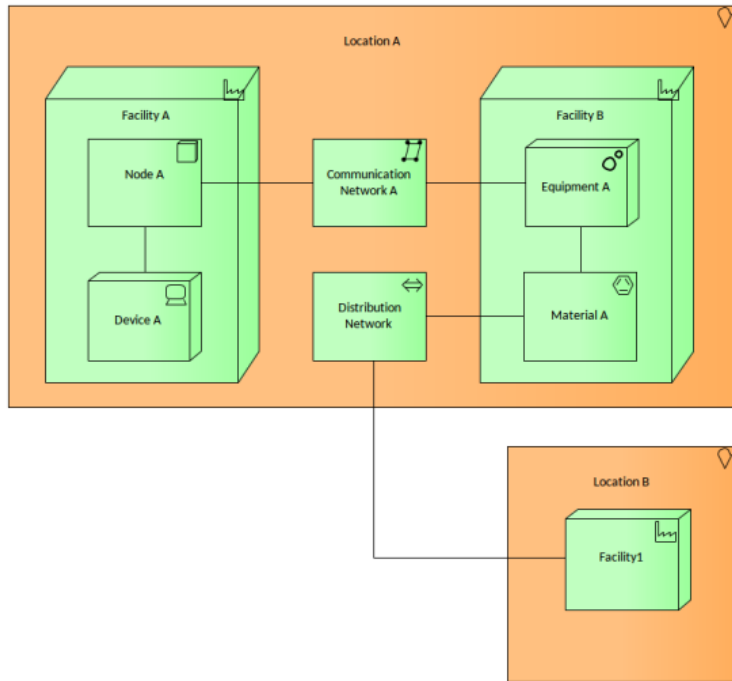 Location A
Facility A
Facility B
Node A
Communication
Network A
Equipment A
Device A
Distribution
Network
Material A
Location B
Facility1